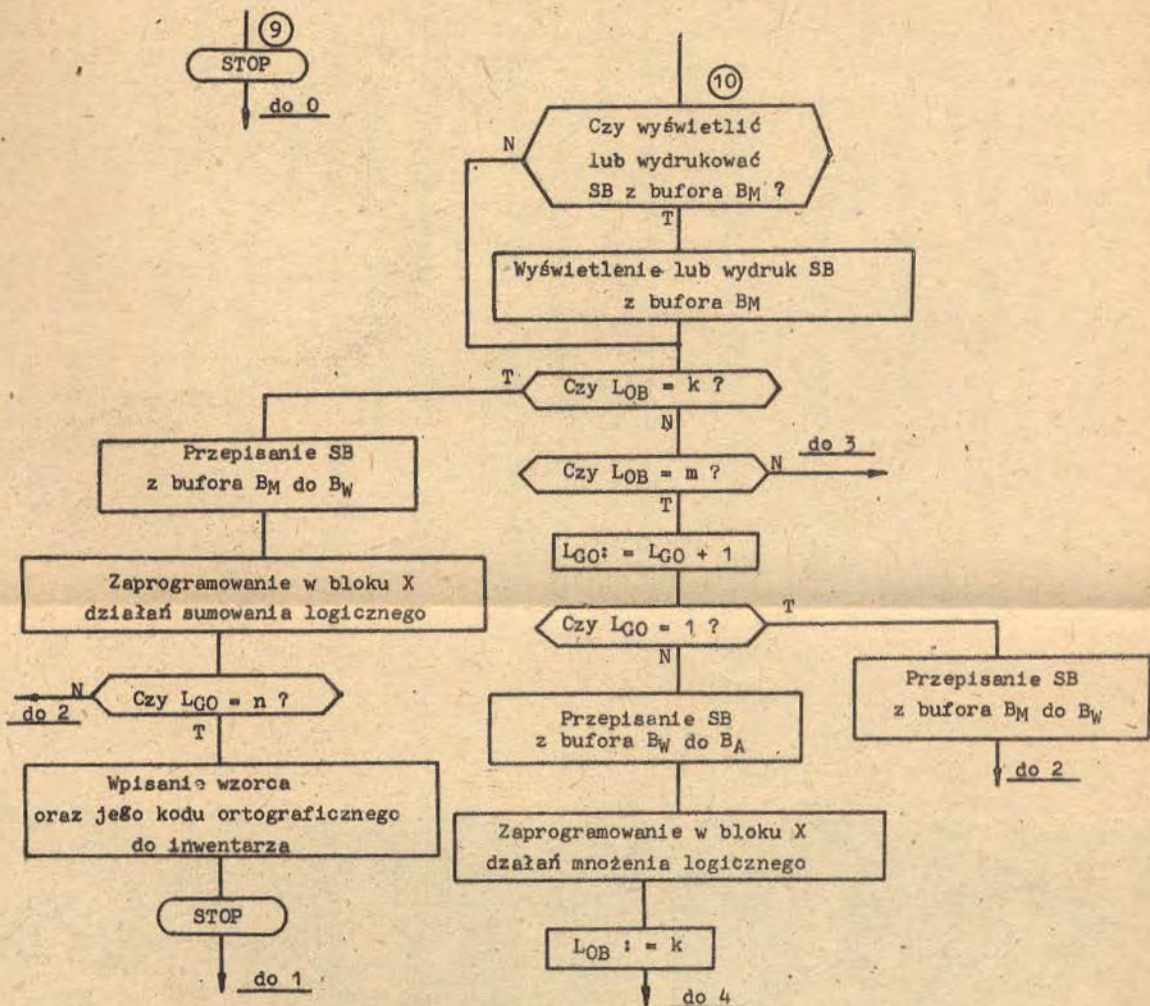 9
STOP
do 0
10
Czy wyświetlić
lub wydrukować
SB z bufora BM ?
N
T
Wyświetlenie lub wydruk SB
z bufora BM
T
Czy LOB = k ?
N
Przepisanie SB
z bufora BM do BW
Czy LOB = m ?
N
do 3
T
LGO: = LGO + 1
Zaprogramowanie w bloku X
działań sumowania logicznego
Czy LGO = 1 ?
T
N
Przepisanie SB
z bufora BM do BW
do 2
N
do 2
Czy LGO = n ?
T
Przepisanie SB
z bufora BW do BA
Wpisanie wzorca
oraz jego kodu ortograficznego
do inwentarza
Zaprogramowanie w bloku X
dzałań mnożenia logicznego
STOP
do 1
LOB : = k
do 4